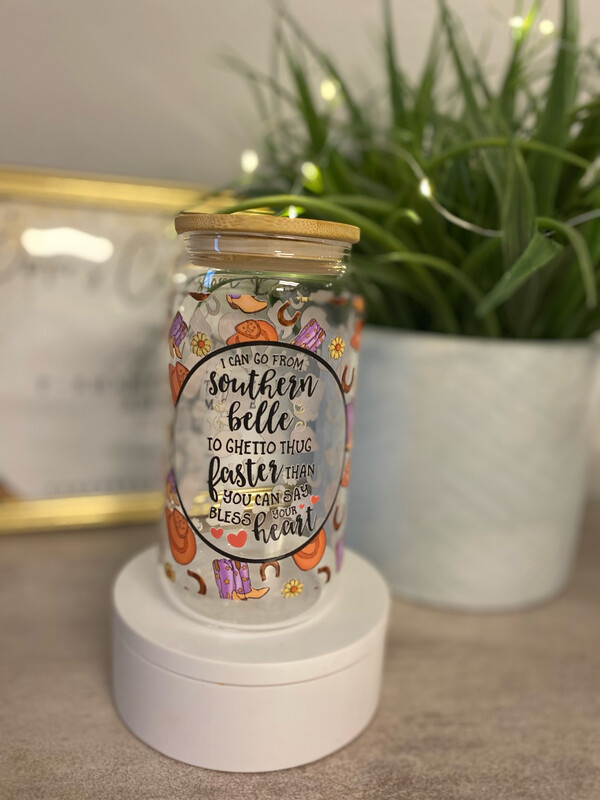 I CAN GO FROM
southern
belle
TO GHETTO THUG
faster THAN
YOU CAN SAY
BLESS YOUR
heart